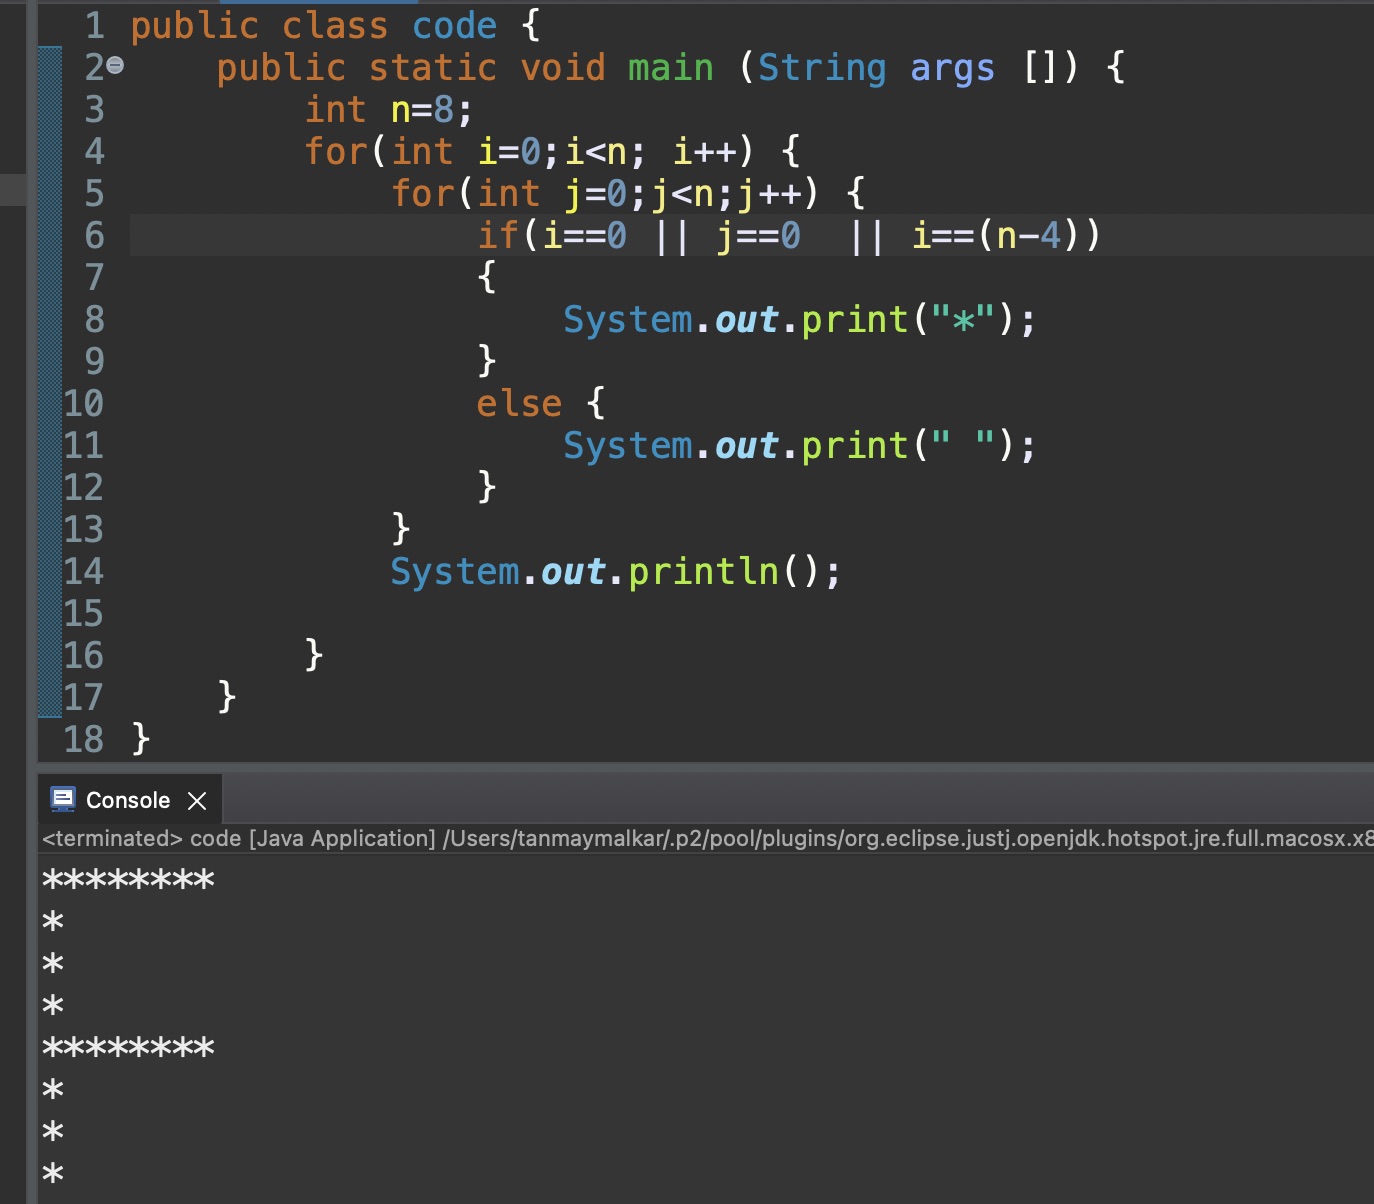 1 public class code {
2 public static void main (String args []) {
3 int n=8;
4 for(int i=0;i<n; i++) {
5 for(int j=0;j<n;j++) {
6 if(i==0 || j==0  || i==(n-4))
7 {
8 System.out.print("*");
9 }
10 else {
11 System.out.print(" ");
12 }
13 }
14 System.out.println();
15
16 }
17 }
18 }
Console
<terminated> code [Java Application] /Users/tanmaymalkar/.p2/pool/plugins/org.eclipse.justj.openjdk.hotspot.jre.full.macosx.x8
********
*
*
*
********
*
*
*